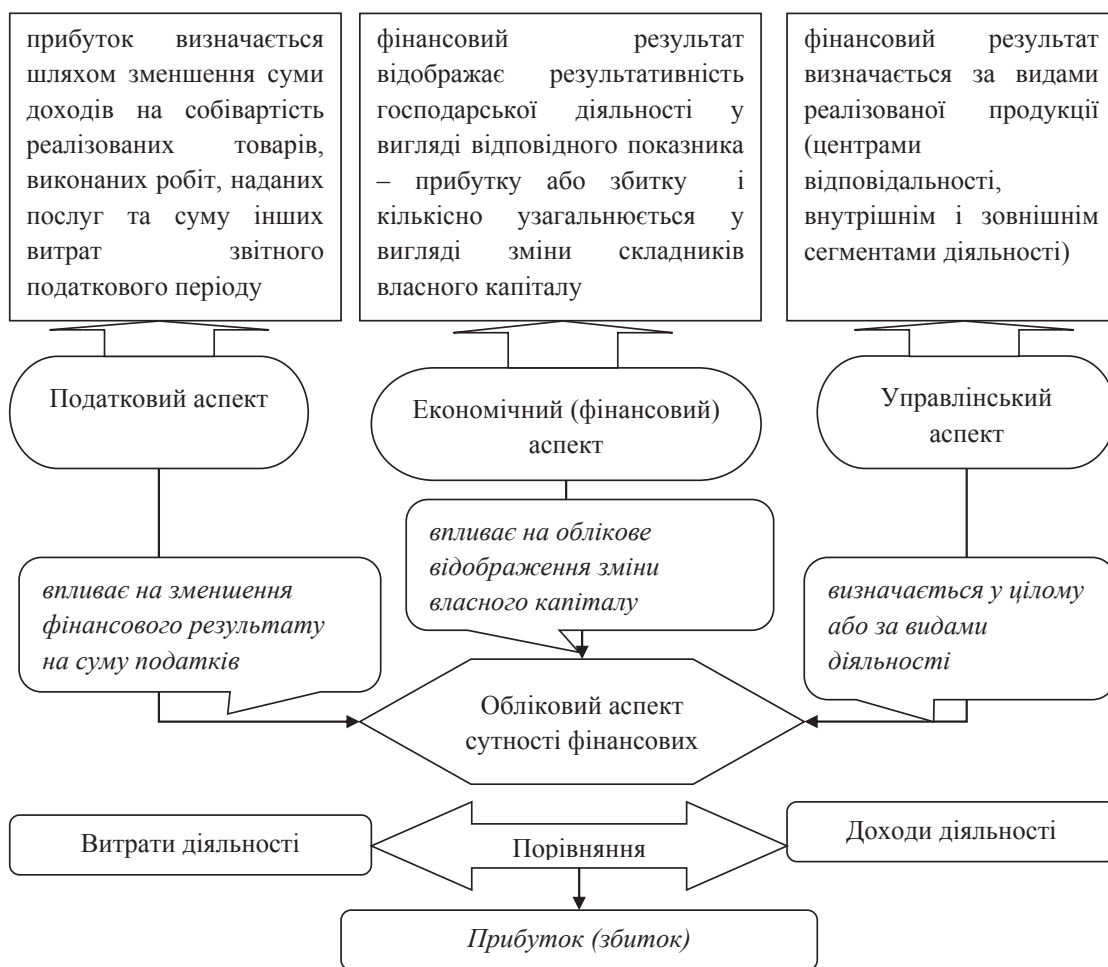 прибуток визначається
шляхом зменшення суми
доходів на собівартість
реалізованих товарів,
виконаних робіт, наданих
послуг та суму інших
витрат звітного
податкового періоду
фінансовий результат
відображає результативність
господарської діяльності у
вигляді відповідного показника
– прибутку або збитку і
кількісно узагальнюється у
вигляді зміни складників
власного капіталу
фінансовий результат
визначається за видами
реалізованої продукції
(центрами
відповідальності,
внутрішнім і зовнішнім
сегментами діяльності)
Податковий аспект
Економічний (фінансовий)
аспект
Управлінський
аспект
впливає на зменшення
фінансового результату
на суму податків
впливає на облікове
відображення зміни
власного капіталу
визначається у цілому
або за видами
діяльності
Обліковий аспект
сутності фінансових
Витрати діяльності
Порівняння
Доходи діяльності
Прибуток (збиток)